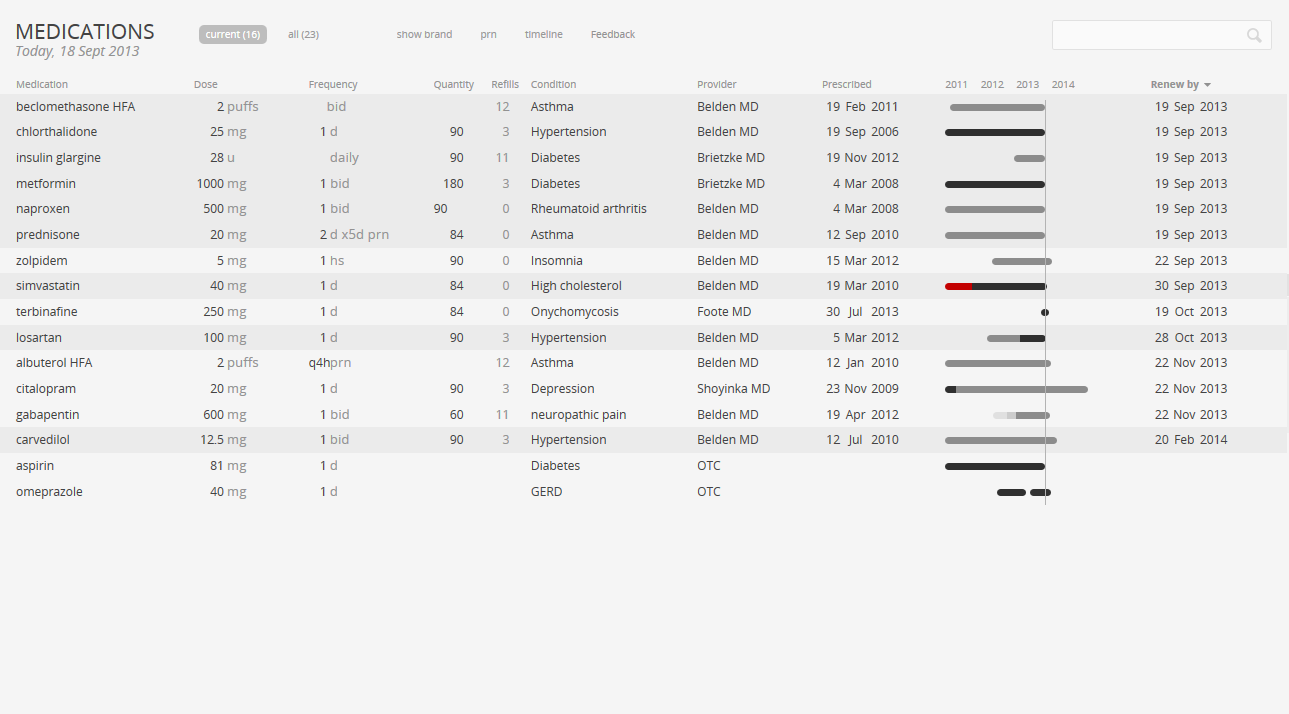 MEDICATIONS current (16) all (23) show brand prn timeline Feedback
Today, 18 Sept 2013
Medication Dose Frequency Quantity Refills Condition Provider Prescribed 2011 2012 2013 2014 Renew by
beclomethasone HFA 2 puffs bid 12 Asthma Belden MD 19 Feb 2011 19 Sep 2013
chlorthalidone 25 mg 1 d 90 3 Hypertension Belden MD 19 Sep 2006 19 Sep 2013
insulin glargine 28 u daily 90 11 Diabetes Brietzke MD 19 Nov 2012 19 Sep 2013
metformin 1000 mg 1 bid 180 3 Diabetes Brietzke MD 4 Mar 2008 19 Sep 2013
naproxen 500 mg 1 bid 90 0 Rheumatoid arthritis Belden MD 4 Mar 2008 19 Sep 2013
prednisone 20 mg 2 d x5d prn 84 0 Asthma Belden MD 12 Sep 2010 19 Sep 2013
zolpidem 5 mg 1 hs 90 0 Insomnia Belden MD 15 Mar 2012 22 Sep 2013
simvastatin 40 mg 1 d 84 0 High cholesterol Belden MD 19 Mar 2010 30 Sep 2013
terbinafine 250 mg 1 d 84 0 Onychomycosis Foote MD 30 Jul 2013 19 Oct 2013
losartan 100 mg 1 d 90 3 Hypertension Belden MD 5 Mar 2012 28 Oct 2013
albuterol HFA 2 puffs q4hprn 12 Asthma Belden MD 12 Jan 2010 22 Nov 2013
citalopram 20 mg 1 d 90 3 Depression Shoyinka MD 23 Nov 2009 22 Nov 2013
gabapentin 600 mg 1 bid 60 11 neuropathic pain Belden MD 19 Apr 2012 22 Nov 2013
carvedilol 12.5 mg 1 bid 90 3 Hypertension Belden MD 12 Jul 2010 20 Feb 2014
aspirin 81 mg 1 d Diabetes OTC
omeprazole 40 mg 1 d GERD OTC